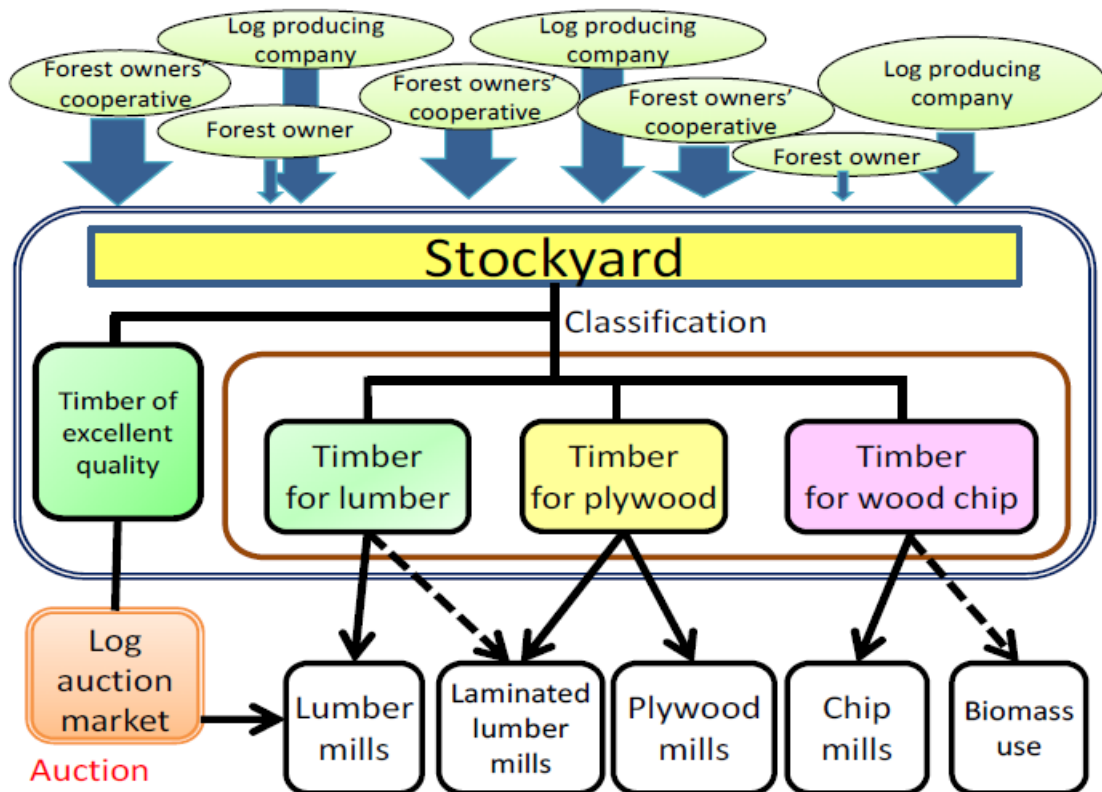 Log producing
company
Log producing
company
Forest owners'
cooperative
Forest owners'
cooperative
Forest owners'
cooperative
Log producing
company
Forest owner
Forest owner
Stockyard
Classification
Timber of
excellent
quality
Timber
for lumber
Timber
for plywood
Timber
for wood chip
Log
auction
market
Auction
Lumber
mills
Laminated
lumber
mills
Plywood
mills
Chip
mills
Biomass
use